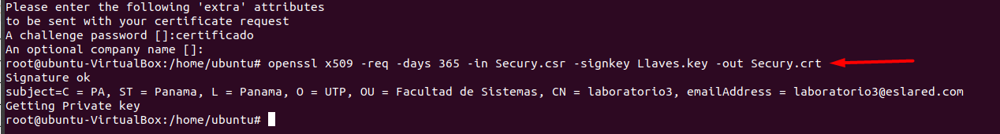 Please enter the following 'extra' attributes
to be sent with your certificate request
A challenge password []:certificado
An optional company name []:
root@ubuntu-VirtualBox:/home/ubuntu# openssl x509 -req -days 365 -in Secury.csr -signkey Llaves.key -out Secury.crt
Signature ok
subject=C = PA, ST = Panama, L = Panama, O = UTP, OU = Facultad de Sistemas, CN = laboratorio3, emailAddress = laboratorio3@eslared.com
Getting Private key
root@ubuntu-VirtualBox:/home/ubuntu#